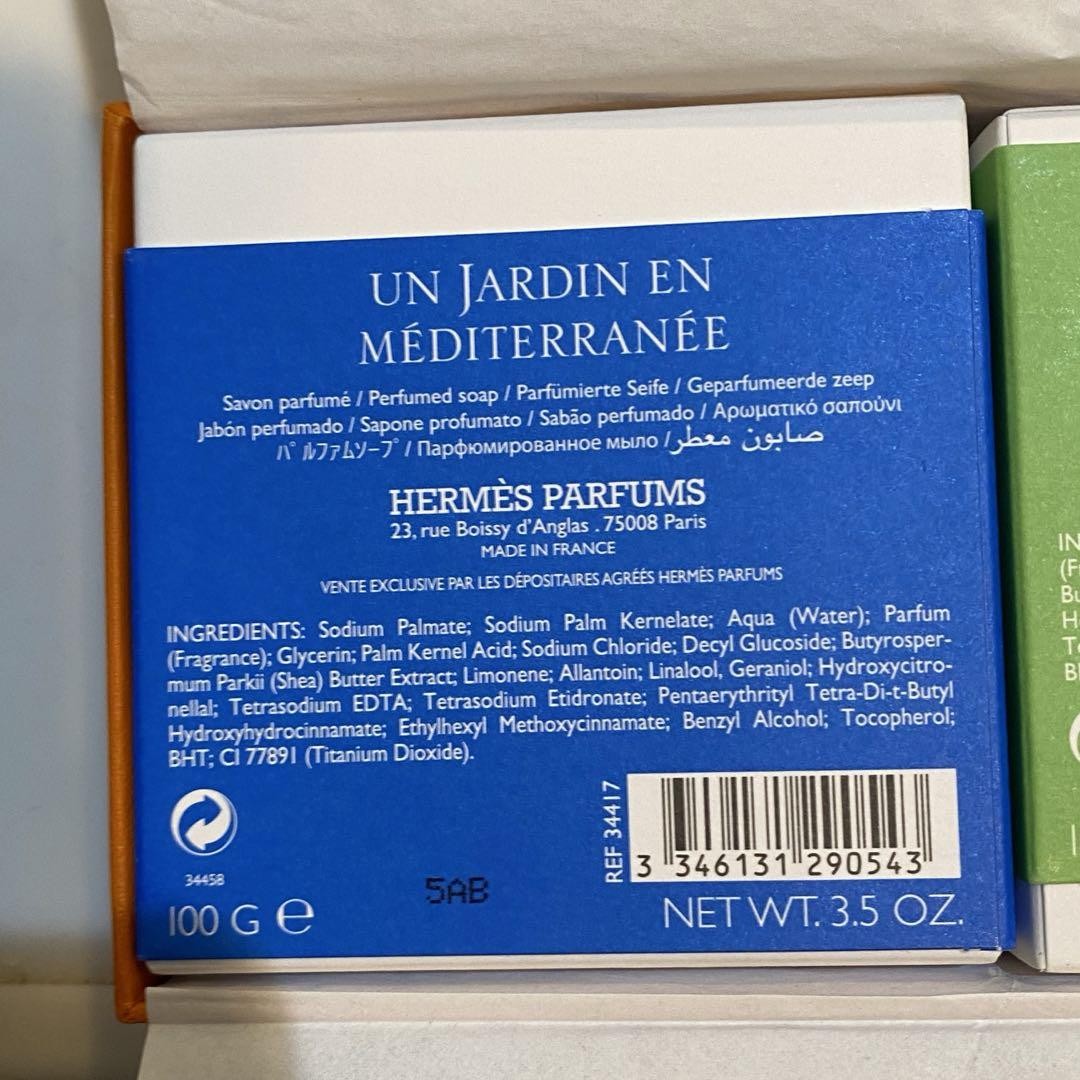 UN JARDIN EN
MÉDITERRANÉE
Savon parfumé / Perfumed soap / Parfümierte Seife / Geparfumeerde zeep
Jabón perfumado / Sapone profumato / Sabão perfumado / Αρωματικό σαπούνι
パルファムソープ / Парфюмированное мыло / صابون معطر
HERMÈS PARFUMS
23, rue Boissy d'Anglas . 75008 Paris
MADE IN FRANCE
VENTE EXCLUSIVE PAR LES DÉPOSITAIRES AGRÉÉS HERMÈS PARFUMS
INGREDIENTS: Sodium Palmate; Sodium Palm Kernelate; Aqua (Water); Parfum
(Fragrance); Glycerin; Palm Kernel Acid; Sodium Chloride; Decyl Glucoside; Butyrosper-
mum Parkii (Shea) Butter Extract; Limonene; Allantoin; Linalool, Geraniol; Hydroxycitro-
nellal; Tetrasodium EDTA; Tetrasodium Etidronate; Pentaerythrityl Tetra-Di-t-Butyl
Hydroxyhydrocinnamate; Ethylhexyl Methoxycinnamate; Benzyl Alcohol; Tocopherol;
BHT; CI 77891 (Titanium Dioxide).
34458
100 G e
5AB
REF 34417
3 346131 290543
NET WT. 3.5 OZ.
IN
(F
Bu
H
T
B